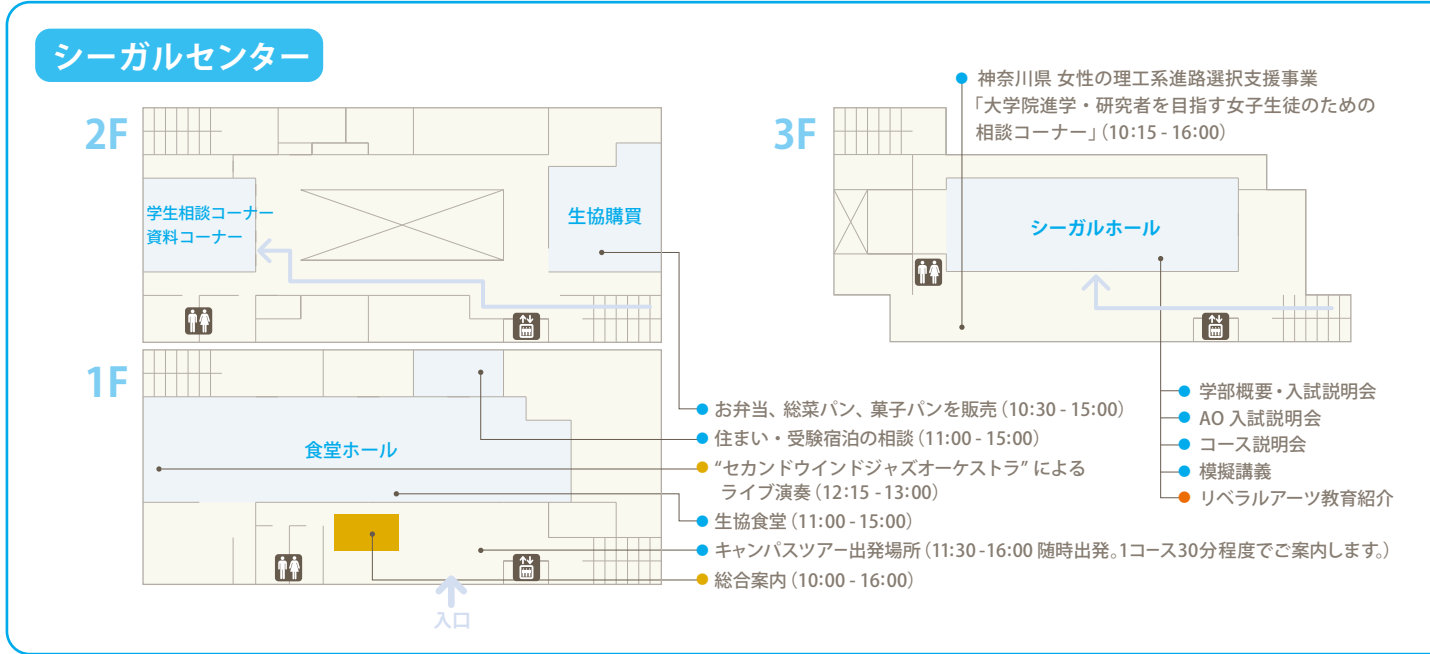 シーガルセンター
2F
学生相談コーナー
資料コーナー
生協購買
1F
食堂ホール
入口
お弁当、総菜パン、菓子パンを販売（10:30 - 15:00）
住まい・受験宿泊の相談（11:00 - 15:00）
“セカンドウインドジャズオーケストラ” による
ライブ演奏（12:15 - 13:00）
生協食堂（11:00 - 15:00）
キャンパスツアー出発場所（11:30 -16:00 随時出発。1コース30分程度でご案内します。）
総合案内（10:00 - 16:00）
3F
神奈川県 女性の理工系進路選択支援事業
「大学院進学・研究者を目指す女子生徒のための
相談コーナー」（10:15 - 16:00）
シーガルホール
学部概要・入試説明会
AO 入試説明会
コース説明会
模擬講義
リベラルアーツ教育紹介